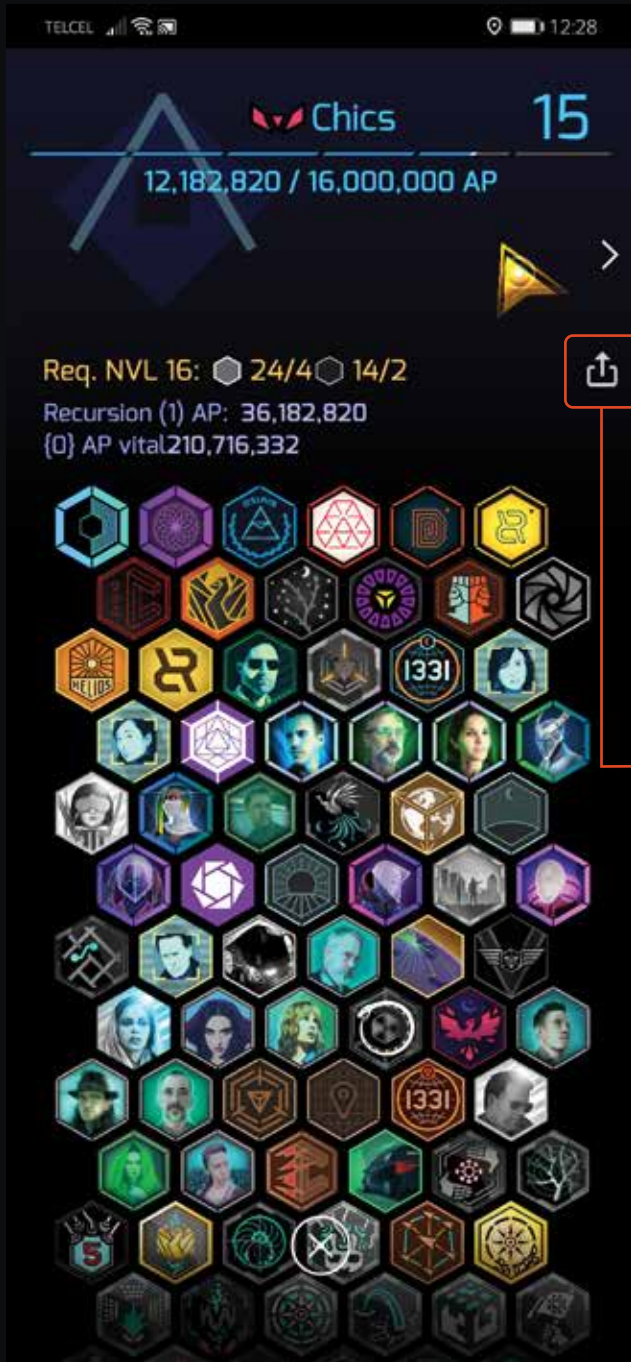 TELCEL 12:28
Chics 15
12,182,820 / 16,000,000 AP
Req. NVL 16: 24/4 14/2
Recursion (1) AP: 36,182,820
{0} AP vital210,716,332
OSIRIS
HELIOS
1331
1331
5